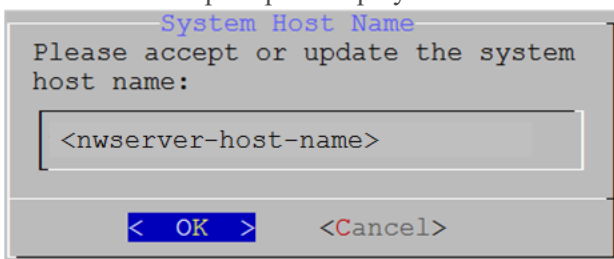 System Host Name
Please accept or update the system
host name:
<nwserver-host-name>
< OK > <Cancel>